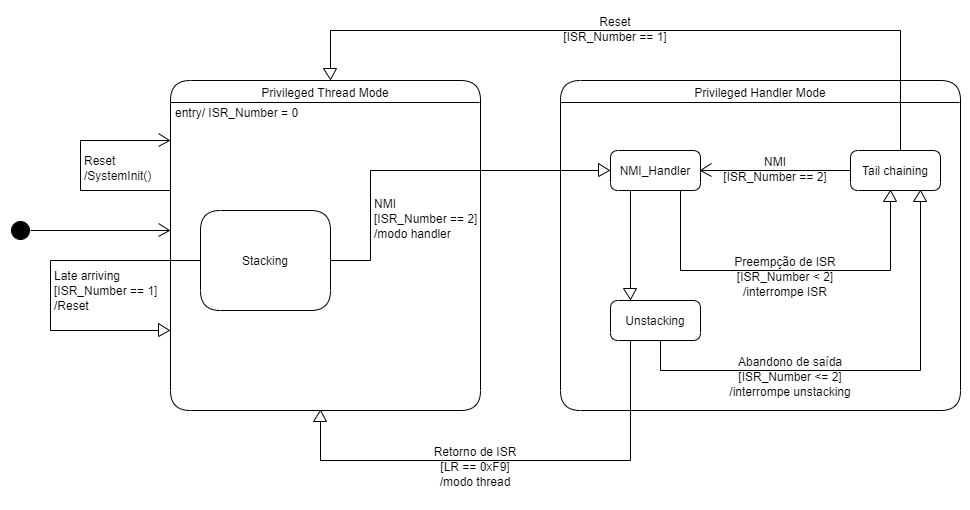 Reset
[ISR_Number == 1]
Privileged Thread Mode
entry/ ISR_Number = 0
Privileged Handler Mode
Reset
/SystemInit()
NMI_Handler
NMI
[ISR_Number == 2]
Tail chaining
NMI
[ISR_Number == 2]
/modo handler
Stacking
Late arriving
[ISR_Number == 1]
/Reset
Preempção de ISR
[ISR_Number < 2]
/interrompe ISR
Unstacking
Abandono de saída
[ISR_Number <= 2]
/interrompe unstacking
Retorno de ISR
[LR == 0xF9]
/modo thread